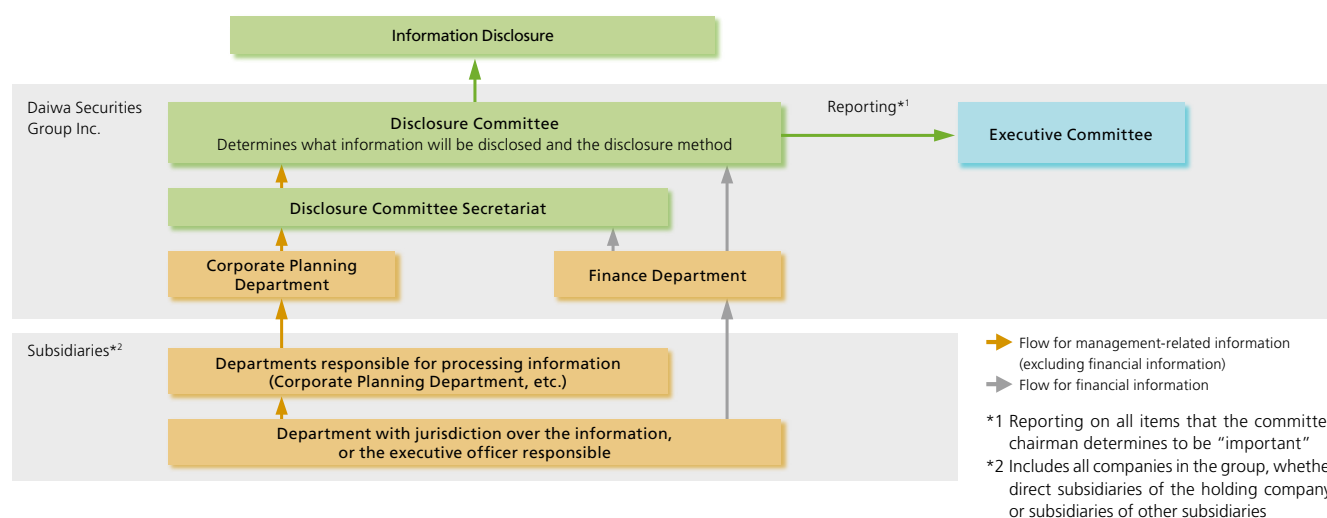 Information Disclosure
Daiwa Securities
Group Inc.
Disclosure Committee
Determines what information will be disclosed and the disclosure method
Reporting*1
Executive Committee
Disclosure Committee Secretariat
Corporate Planning
Department
Finance Department
Subsidiaries*2
Departments responsible for processing information
(Corporate Planning Department, etc.)
Department with jurisdiction over the information,
or the executive officer responsible
Flow for management-related information
(excluding financial information)
Flow for financial information
*1 Reporting on all items that the committe
chairman determines to be “important”
*2 Includes all companies in the group, whethe
direct subsidiaries of the holding company
or subsidiaries of other subsidiaries